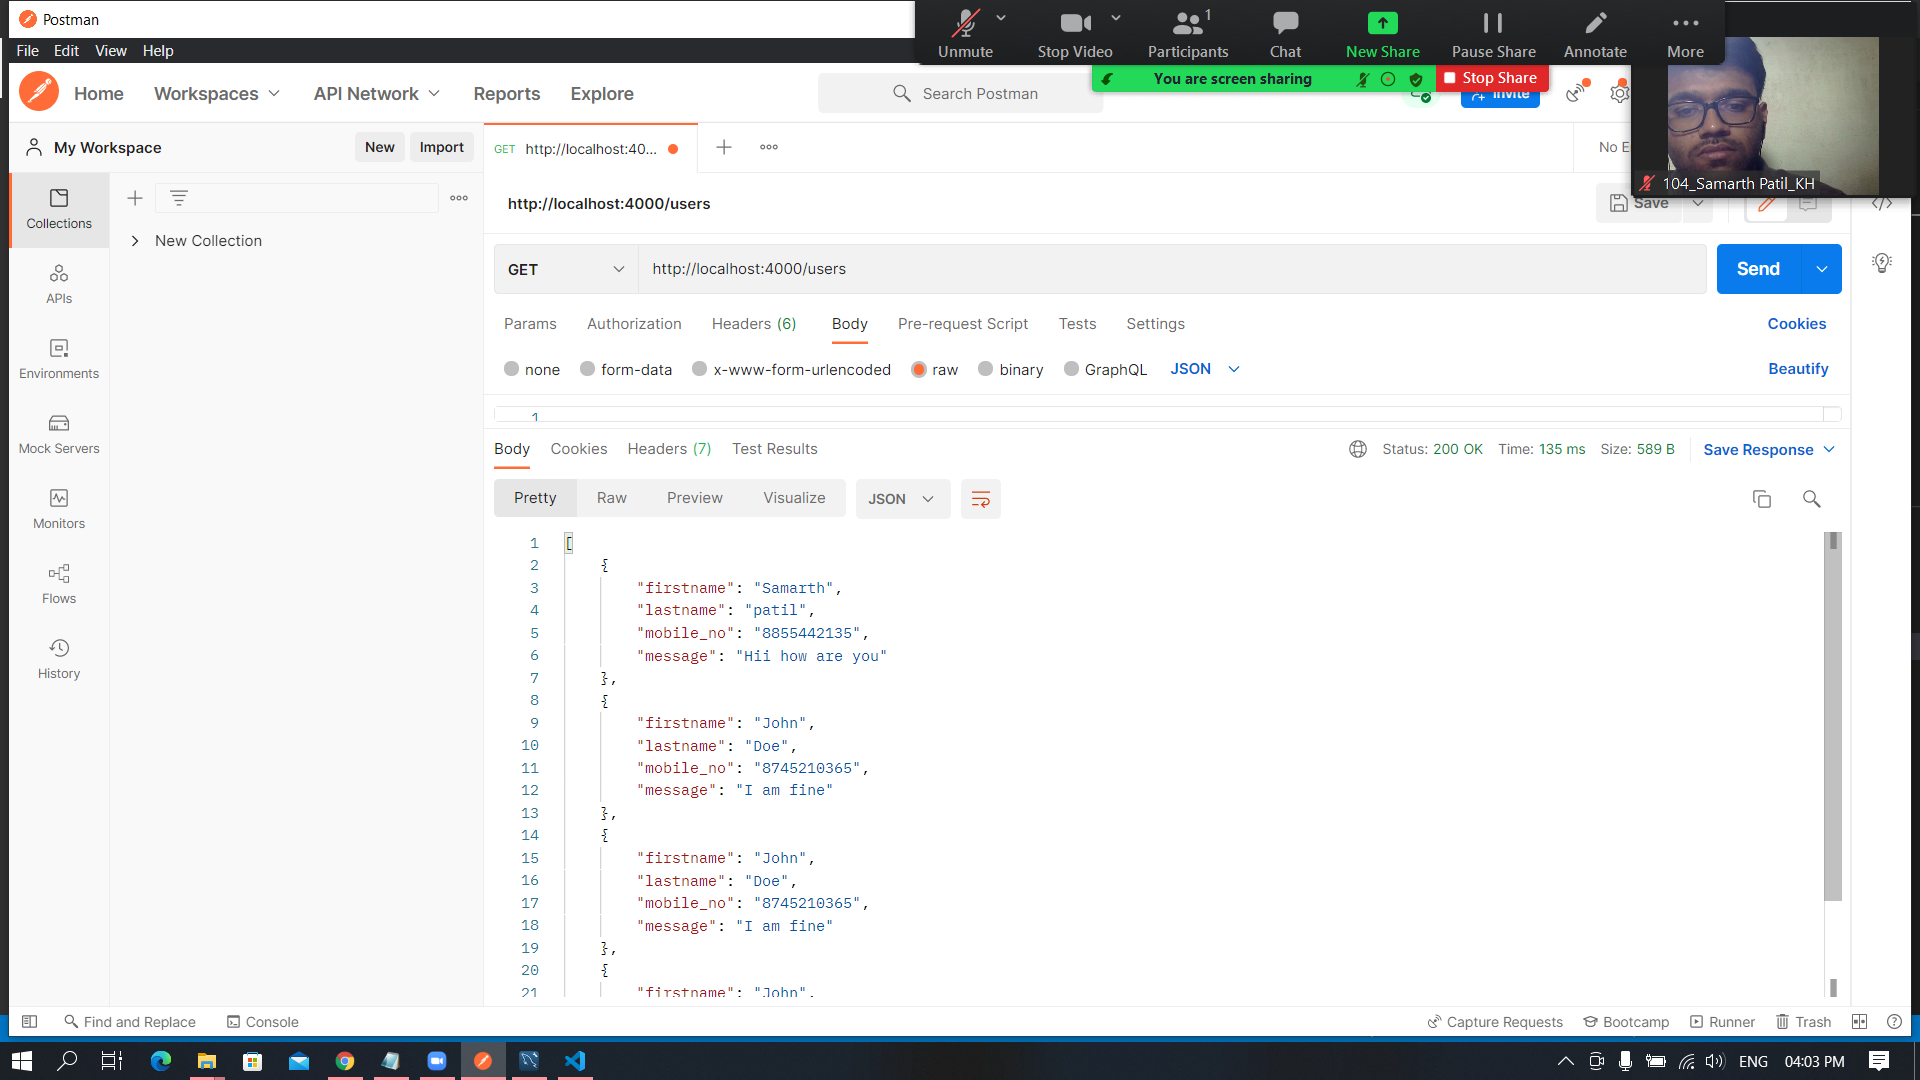 Postman
File Edit View Help
Unmute Stop Video Participants 1 Chat New Share Pause Share Annotate More
You are screen sharing Stop Share
Home Workspaces API Network Reports Explore Search Postman Invite
My Workspace New Import GET http://localhost:40... No E
104_Samarth Patil_KH
Collections
http://localhost:4000/users Save
New Collection
GET http://localhost:4000/users Send
APIs
Params Authorization Headers (6) Body Pre-request Script Tests Settings Cookies
Environments
none form-data x-www-form-urlencoded raw binary GraphQL JSON Beautify
1
Mock Servers
Body Cookies Headers (7) Test Results Status: 200 OK Time: 135 ms Size: 589 B Save Response
Pretty Raw Preview Visualize JSON
Monitors
Flows
History
1 [
2 {
3 "firstname": "Samarth",
4 "lastname": "patil",
5 "mobile_no": "8855442135",
6 "message": "Hii how are you"
7 },
8 {
9 "firstname": "John",
10 "lastname": "Doe",
11 "mobile_no": "8745210365",
12 "message": "I am fine"
13 },
14 {
15 "firstname": "John",
16 "lastname": "Doe",
17 "mobile_no": "8745210365",
18 "message": "I am fine"
19 },
20 {
21 "firstname": "John",
Find and Replace Console Capture Requests Bootcamp Runner Trash
ENG 04:03 PM